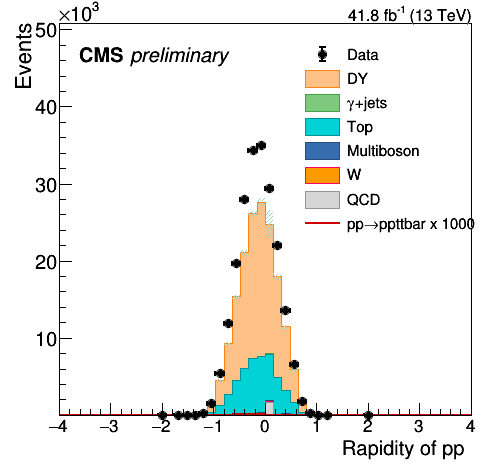 ×10³
41.8 fb⁻¹ (13 TeV)
Events
CMS preliminary
Data
DY
γ+jets
Top
Multiboson
W
QCD
pp→ppttbar x 1000
50
40
30
20
10
−4 −3 −2 −1 0 1 2 3 4
Rapidity of pp